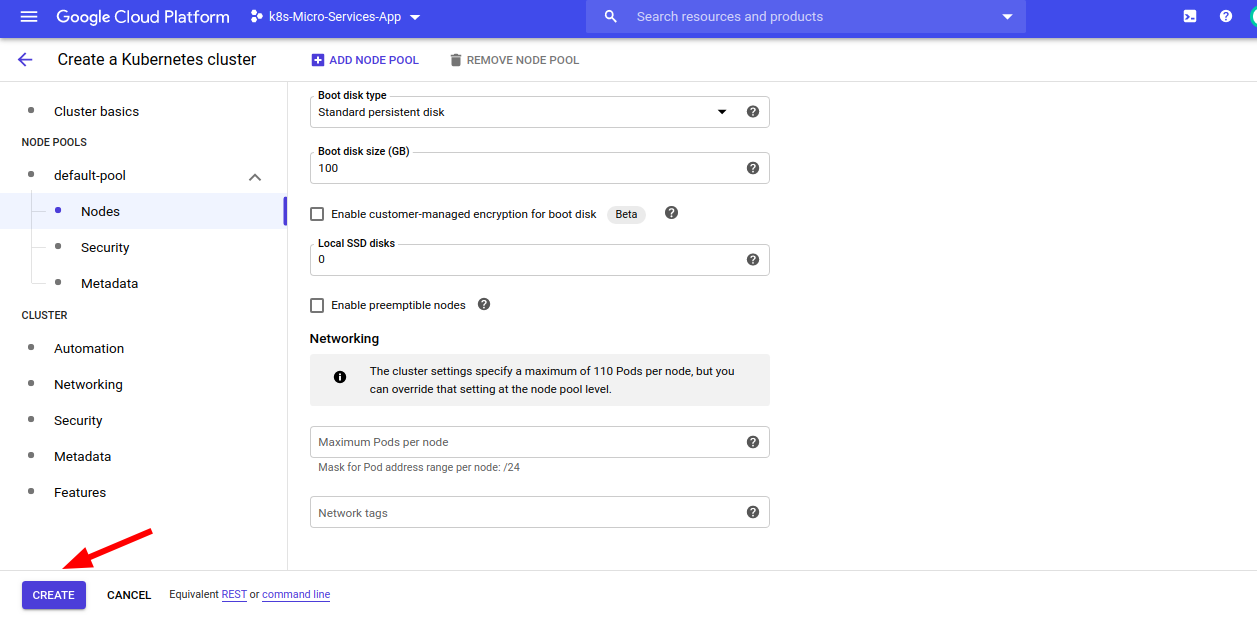 Google Cloud Platform
k8s-Micro-Services-App
Search resources and products
Create a Kubernetes cluster
ADD NODE POOL
REMOVE NODE POOL
Cluster basics
NODE POOLS
default-pool
Nodes
Security
Metadata
CLUSTER
Automation
Networking
Security
Metadata
Features
Boot disk type
Standard persistent disk
Boot disk size (GB)
100
Enable customer-managed encryption for boot disk Beta
Local SSD disks
0
Enable preemptible nodes
Networking
The cluster settings specify a maximum of 110 Pods per node, but you
can override that setting at the node pool level.
Maximum Pods per node
Mask for Pod address range per node: /24
Network tags
CREATE
CANCEL
Equivalent REST or command line